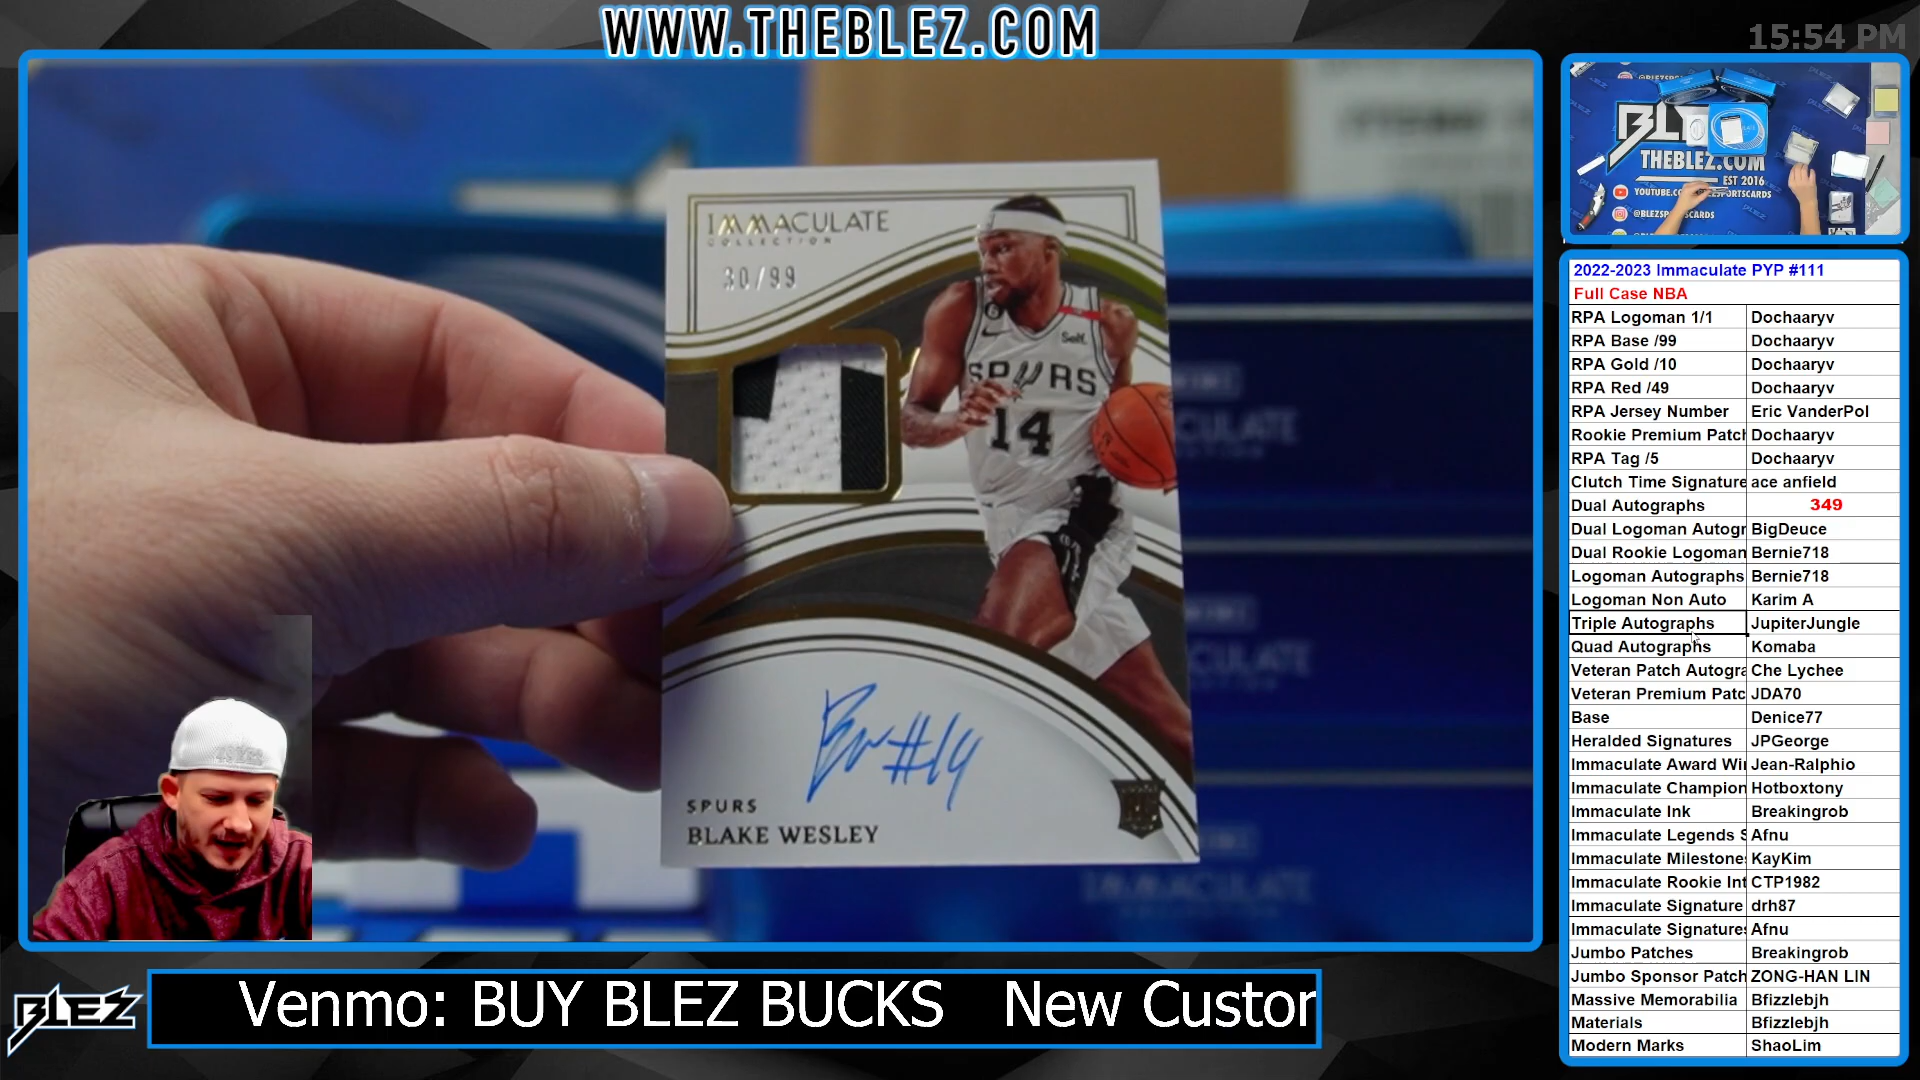 WWW.THEBLEZ.COM
15:54 PM
IMMACULATE
COLLECTION
30/99
Self.
SPURS
14
SPURS
BLAKE WESLEY
THEBLEZ.COM
EST 2016
@BLEZSPORTSCARDS
2022-2023 Immaculate PYP #111
Full Case NBA
RPA Logoman 1/1 Dochaaryv
RPA Base /99 Dochaaryv
RPA Gold /10 Dochaaryv
RPA Red /49 Dochaaryv
RPA Jersey Number Eric VanderPol
Rookie Premium Patch Dochaaryv
RPA Tag /5 Dochaaryv
Clutch Time Signature ace anfield
Dual Autographs 349
Dual Logoman Autogr BigDeuce
Dual Rookie Logoman Bernie718
Logoman Autographs Bernie718
Logoman Non Auto Karim A
Triple Autographs JupiterJungle
Quad Autographs Komaba
Veteran Patch Autogra Che Lychee
Veteran Premium Patc JDA70
Base Denice77
Heralded Signatures JPGeorge
Immaculate Award Wi Jean-Ralphio
Immaculate Champion Hotboxtony
Immaculate Ink Breakingrob
Immaculate Legends S Afnu
Immaculate Milestone KayKim
Immaculate Rookie Int CTP1982
Immaculate Signature drh87
Immaculate Signatures Afnu
Jumbo Patches Breakingrob
Jumbo Sponsor Patch ZONG-HAN LIN
Massive Memorabilia Bfizzlebjh
Materials Bfizzlebjh
Modern Marks ShaoLim
BLEZ
Venmo: BUY BLEZ BUCKS New Custor